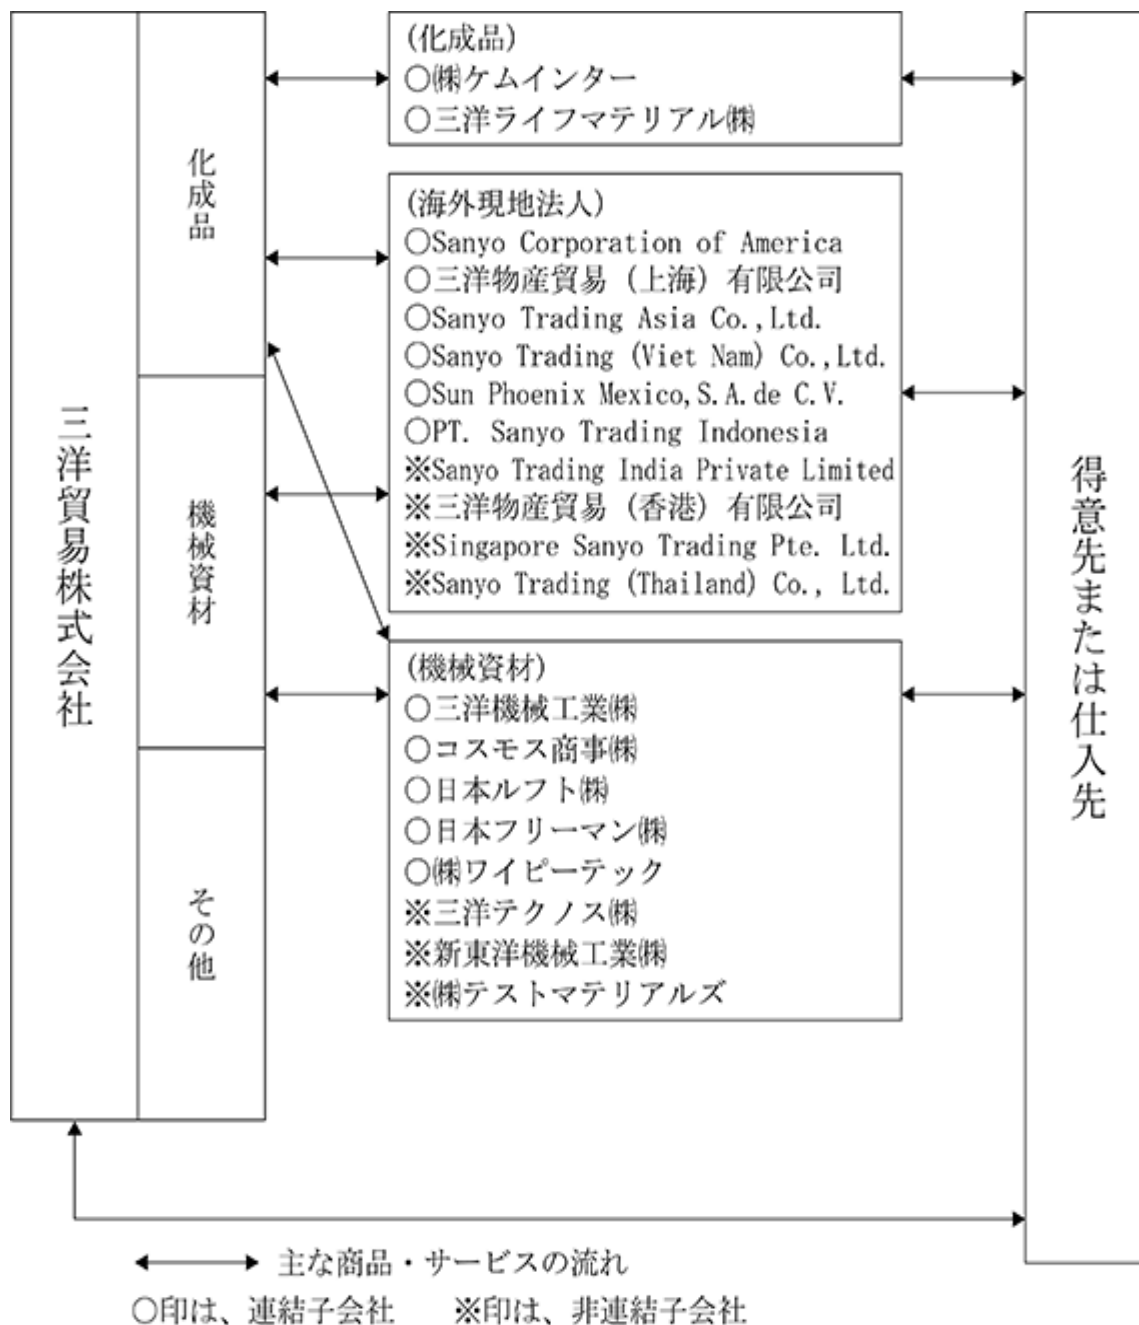 三洋貿易株式会社
化成品
機械資材
その他
(化成品)
○㈱ケムインター
○三洋ライフマテリアル㈱
(海外現地法人)
○Sanyo Corporation of America
○三洋物産貿易（上海）有限公司
○Sanyo Trading Asia Co.,Ltd.
○Sanyo Trading (Viet Nam) Co.,Ltd.
○Sun Phoenix Mexico,S.A.de C.V.
○PT. Sanyo Trading Indonesia
※Sanyo Trading India Private Limited
※三洋物産貿易（香港）有限公司
※Singapore Sanyo Trading Pte. Ltd.
※Sanyo Trading (Thailand) Co., Ltd.
(機械資材)
○三洋機械工業㈱
○コスモス商事㈱
○日本ルフト㈱
○日本フリーマン㈱
○㈱ワイピーテック
※三洋テクノス㈱
※新東洋機械工業㈱
※㈱テストマテリアルズ
得意先または仕入先
主な商品・サービスの流れ
○印は、連結子会社　　※印は、非連結子会社